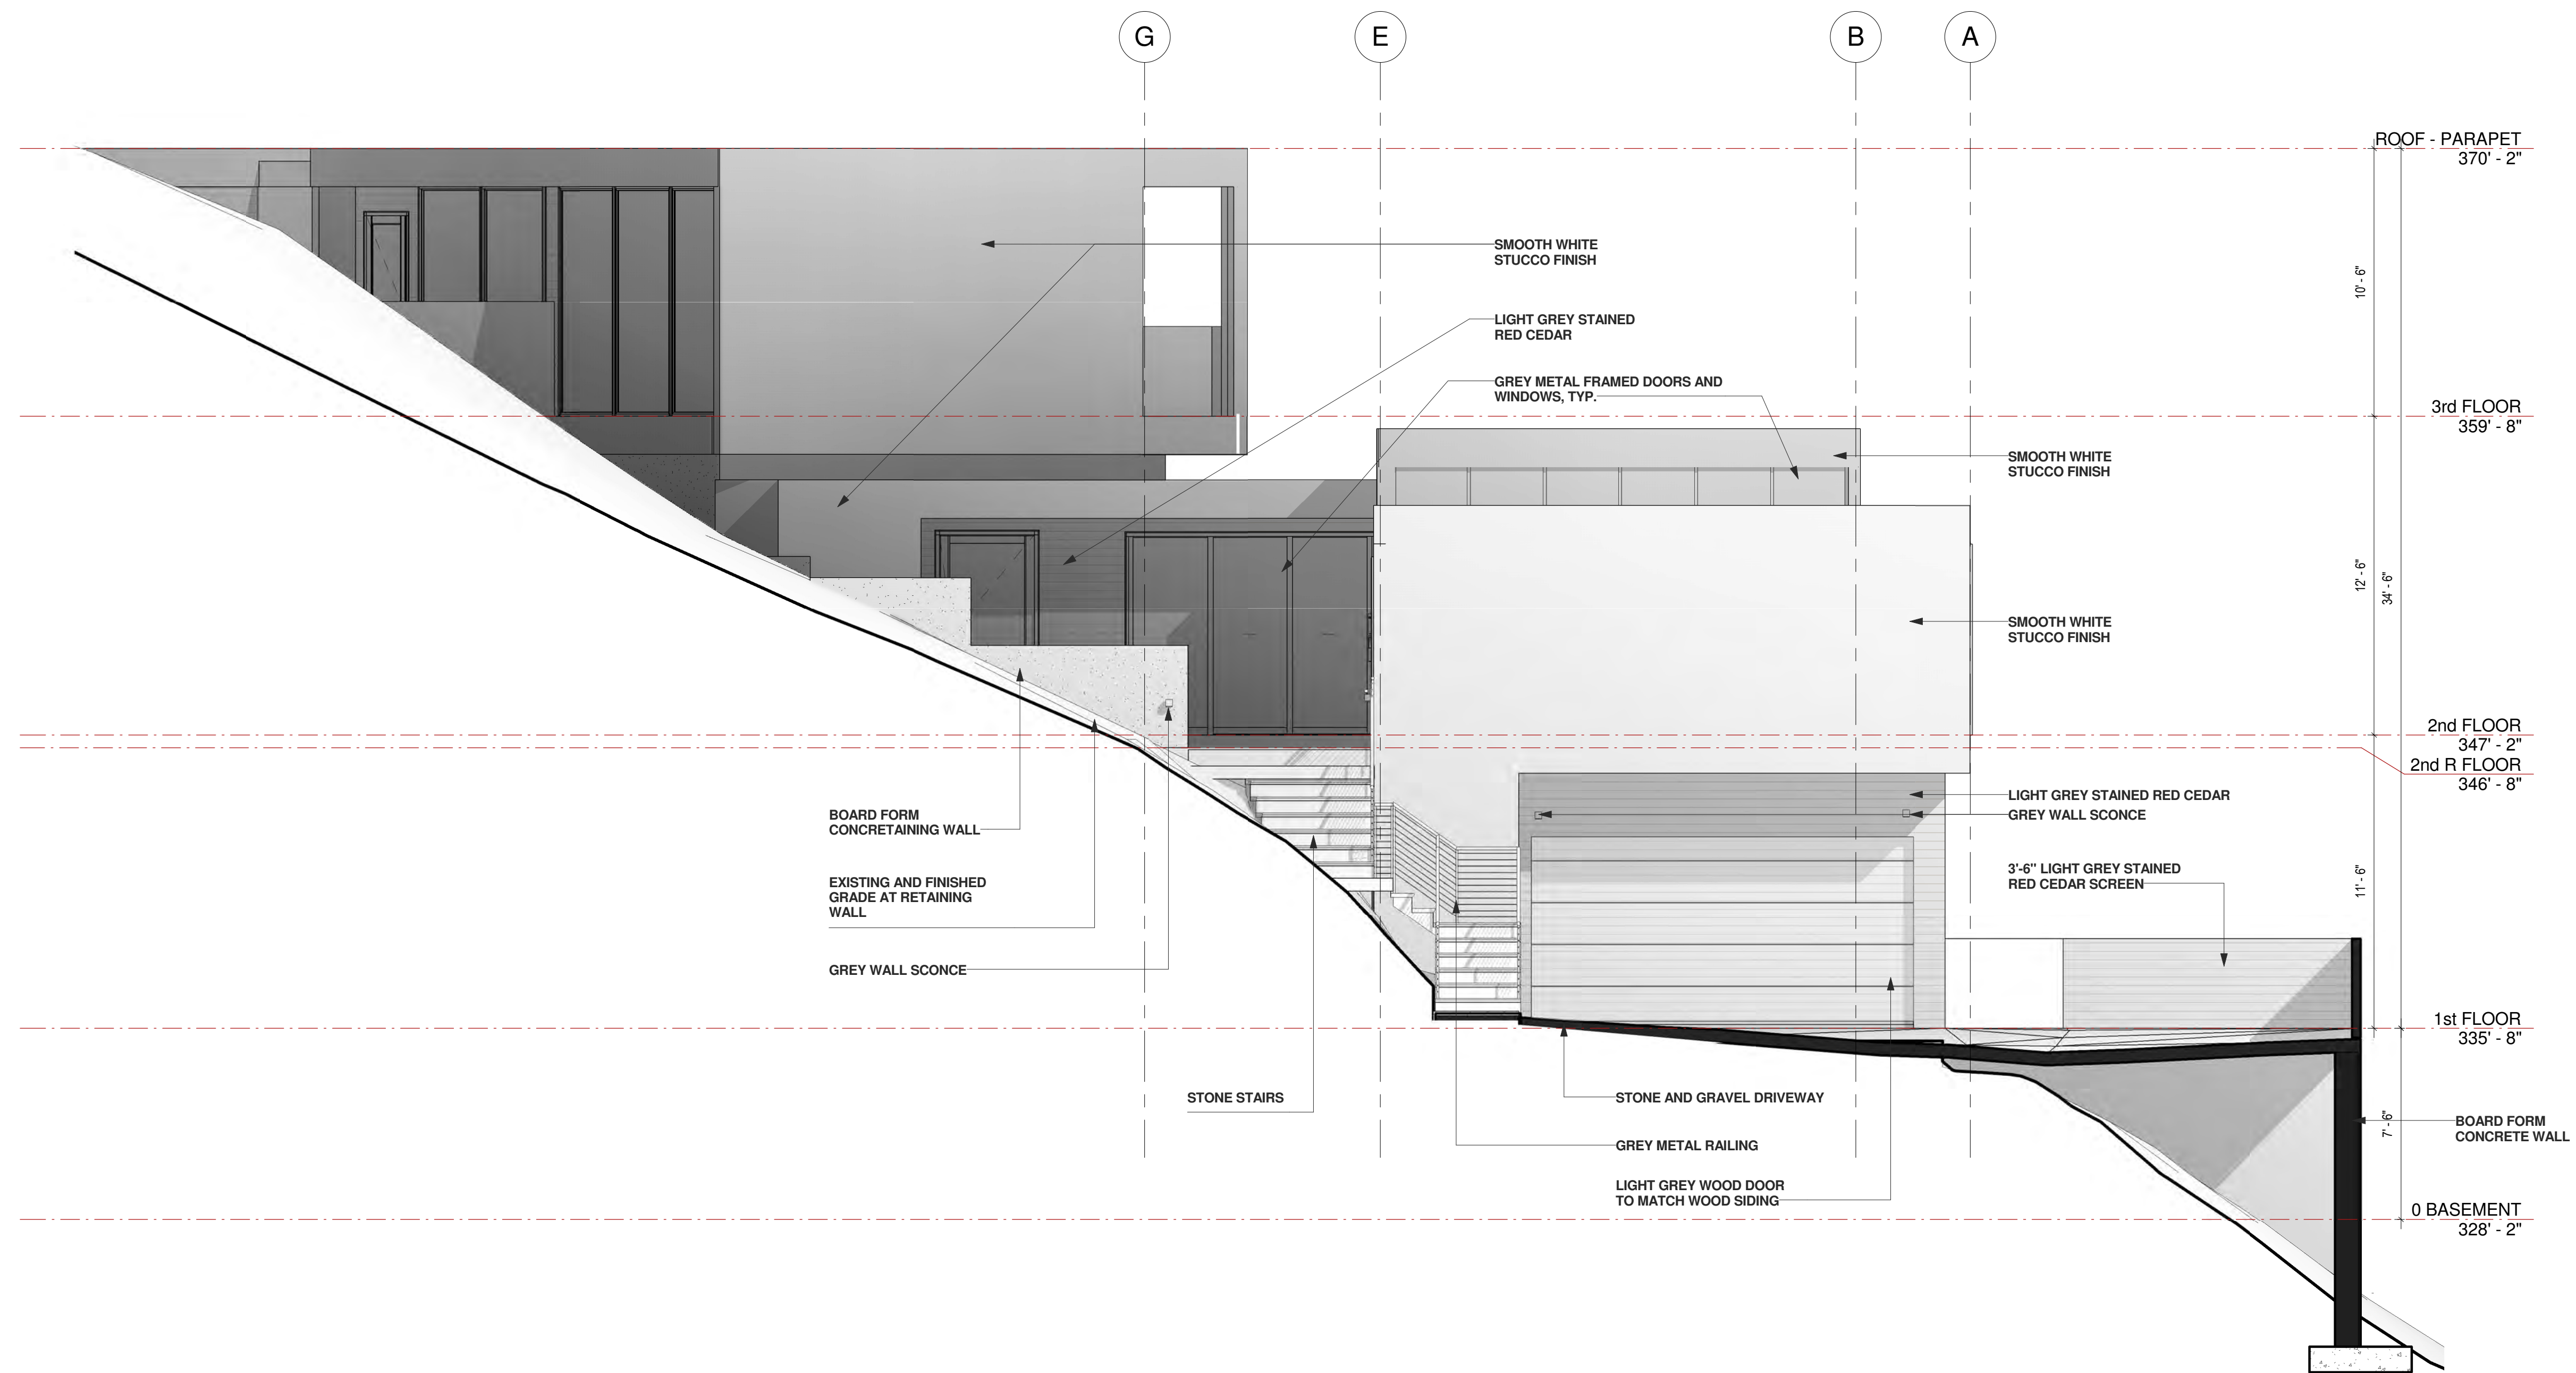 G
E
B
A
ROOF - PARAPET
370' - 2"
10' - 6"
SMOOTH WHITE
STUCCO FINISH
LIGHT GREY STAINED
RED CEDAR
GREY METAL FRAMED DOORS AND
WINDOWS, TYP.
3rd FLOOR
359' - 8"
SMOOTH WHITE
STUCCO FINISH
12' - 6"
34' - 6"
SMOOTH WHITE
STUCCO FINISH
2nd FLOOR
347' - 2"
2nd R FLOOR
346' - 8"
LIGHT GREY STAINED RED CEDAR
GREY WALL SCONCE
BOARD FORM
CONCRETAINING WALL
3'-6" LIGHT GREY STAINED
RED CEDAR SCREEN
11' - 6"
EXISTING AND FINISHED
GRADE AT RETAINING
WALL
GREY WALL SCONCE
1st FLOOR
335' - 8"
STONE STAIRS
STONE AND GRAVEL DRIVEWAY
7' - 6"
BOARD FORM
CONCRETE WALL
GREY METAL RAILING
LIGHT GREY WOOD DOOR
TO MATCH WOOD SIDING
0 BASEMENT
328' - 2"